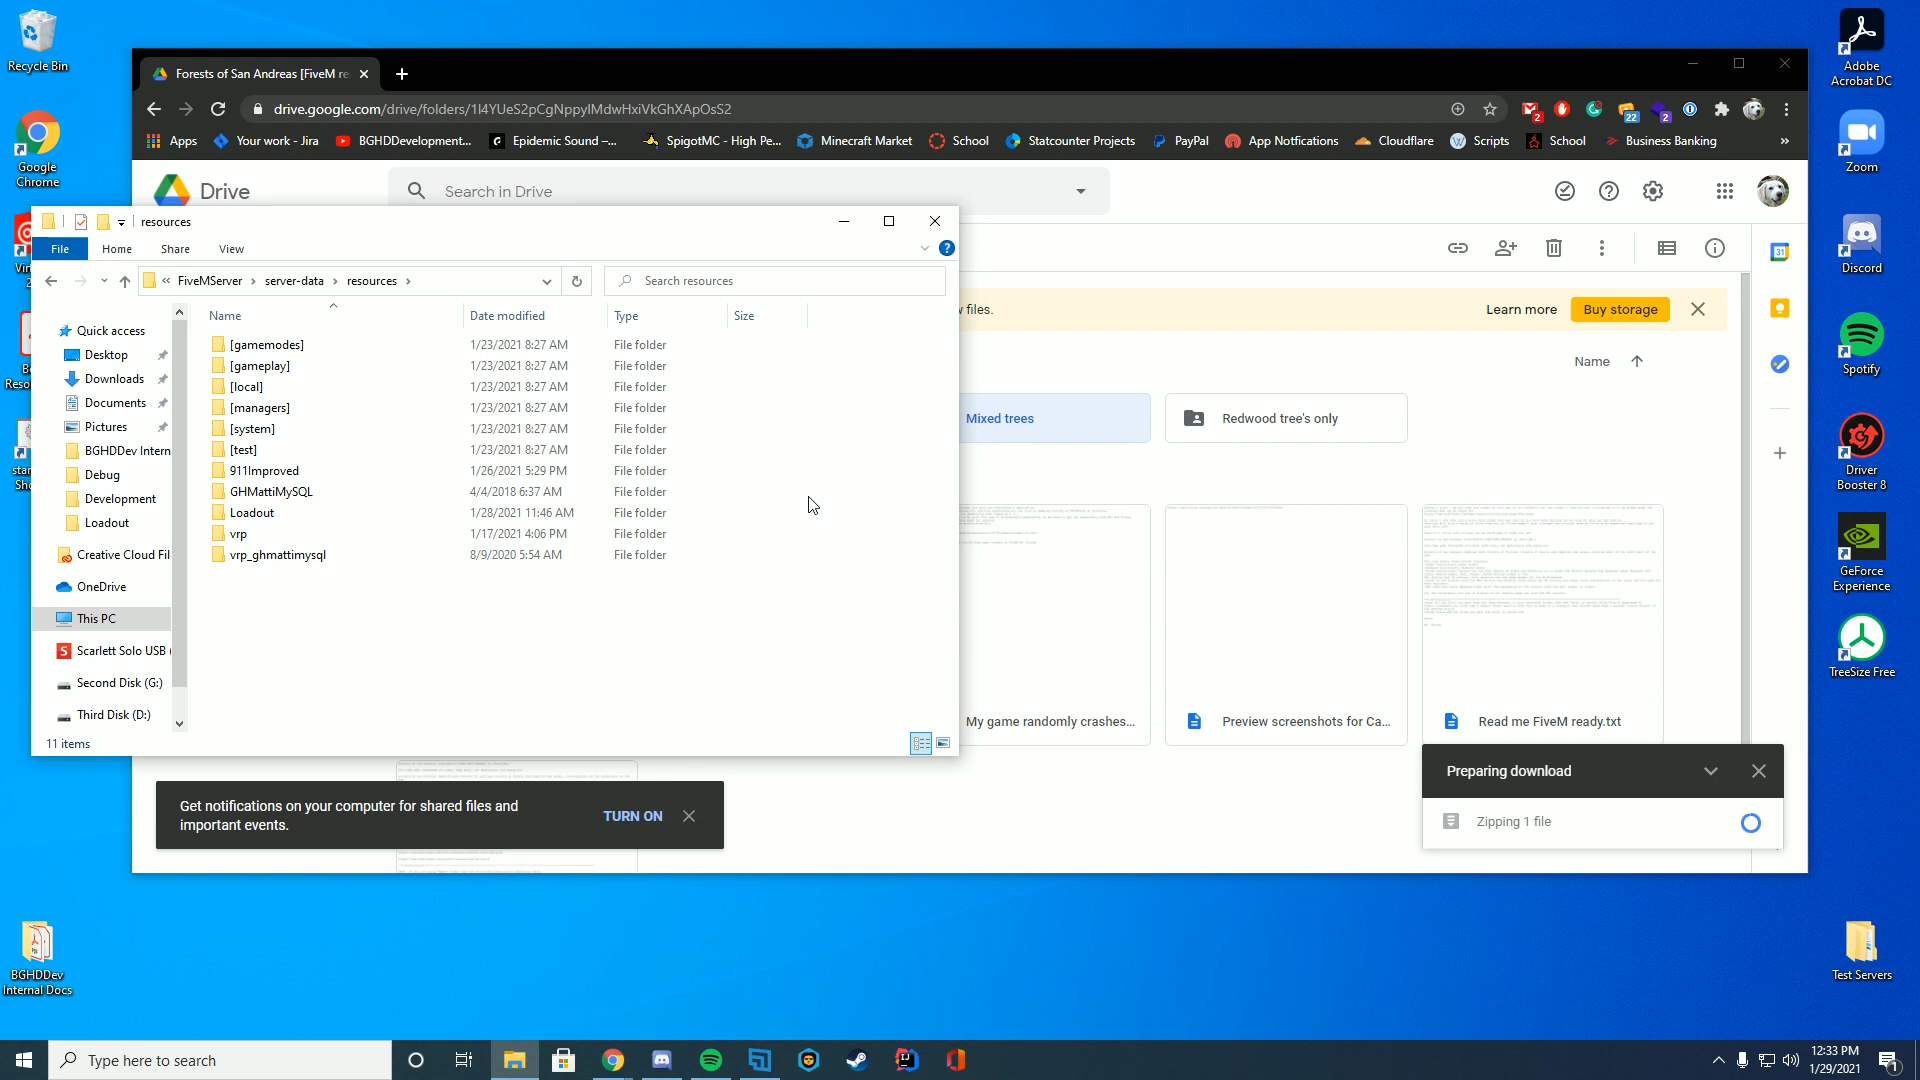 Recycle Bin
Google Chrome
BGHDDev Internal Docs
Adobe Acrobat DC
Zoom
Discord
Spotify
Driver Booster 8
GeForce Experience
TreeSize Free
Test Servers
Forests of San Andreas [FiveM re
drive.google.com/drive/folders/1I4YUeS2pCgNppyIMdwHxiVkGhXApOsS2
2
22
2
Apps
Your work - Jira
BGHDDevelopment...
Epidemic Sound –...
SpigotMC - High Pe...
Minecraft Market
School
Statcounter Projects
PayPal
App Notfications
Cloudflare
Scripts
School
Business Banking
»
Drive
Search in Drive
31
files.
Learn more
Buy storage
Name
Mixed trees
Redwood tree's only
My game randomly crashes...
Preview screenshots for Ca...
Read me FiveM ready.txt
Preparing download
Zipping 1 file
Get notifications on your computer for shared files and
important events.
TURN ON
resources
File
Home
Share
View
« FiveMServer > server-data > resources >
Search resources
Name
Date modified
Type
Size
Quick access
Desktop
Downloads
Documents
Pictures
BGHDDev Intern
Debug
Development
Loadout
Creative Cloud Fil
OneDrive
This PC
Scarlett Solo USB (
Second Disk (G:)
Third Disk (D:)
[gamemodes] 1/23/2021 8:27 AM File folder
[gameplay] 1/23/2021 8:27 AM File folder
[local] 1/23/2021 8:27 AM File folder
[managers] 1/23/2021 8:27 AM File folder
[system] 1/23/2021 8:27 AM File folder
[test] 1/23/2021 8:27 AM File folder
911Improved 1/26/2021 5:29 PM File folder
GHMattiMySQL 4/4/2018 6:37 AM File folder
Loadout 1/28/2021 11:46 AM File folder
vrp 1/17/2021 4:06 PM File folder
vrp_ghmattimysql 8/9/2020 5:54 AM File folder
11 items
Type here to search
12:33 PM
1/29/2021
1